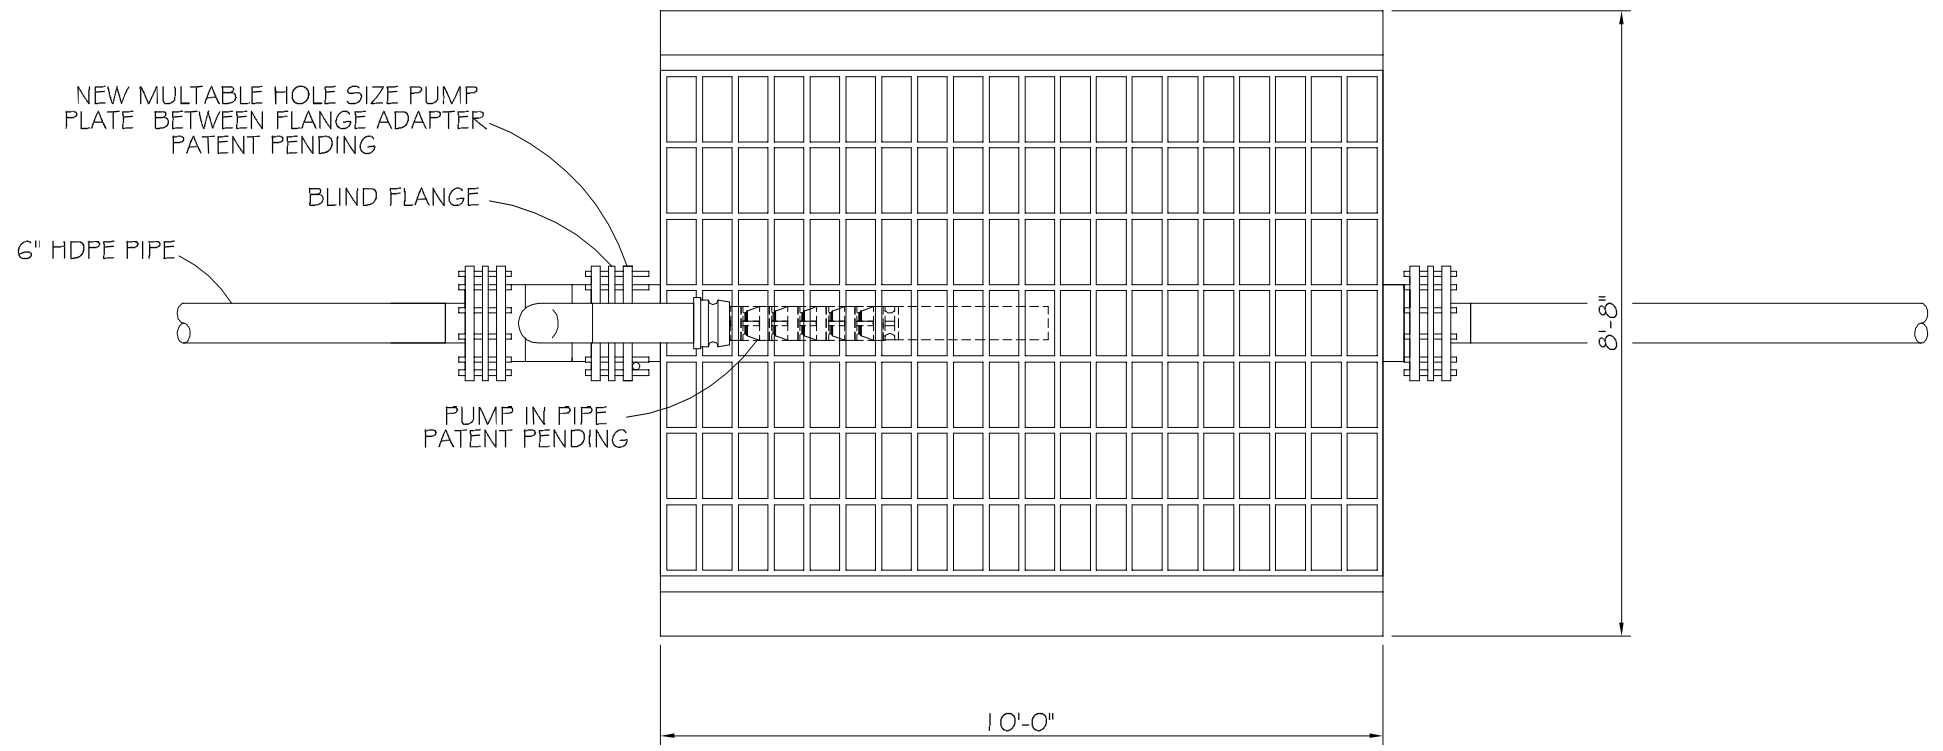 NEW MULTABLE HOLE SIZE PUMP
PLATE BETWEEN FLANGE ADAPTER
PATENT PENDING
BLIND FLANGE
6" HDPE PIPE
PUMP IN PIPE
PATENT PENDING
8'-8"
10'-0"